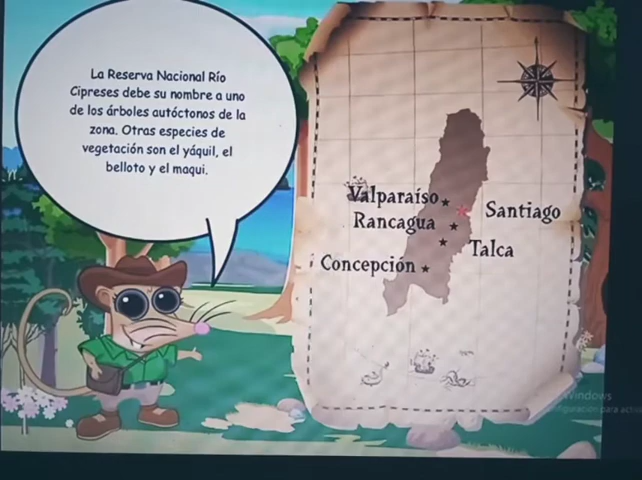 La Reserva Nacional Río
Cipreses debe su nombre a uno
de los árboles autóctonos de la
zona. Otras especies de
vegetación son el yáquil, el
belloto y el maqui.
Valparaíso
Santiago
Rancagua
Talca
Concepción
Windows